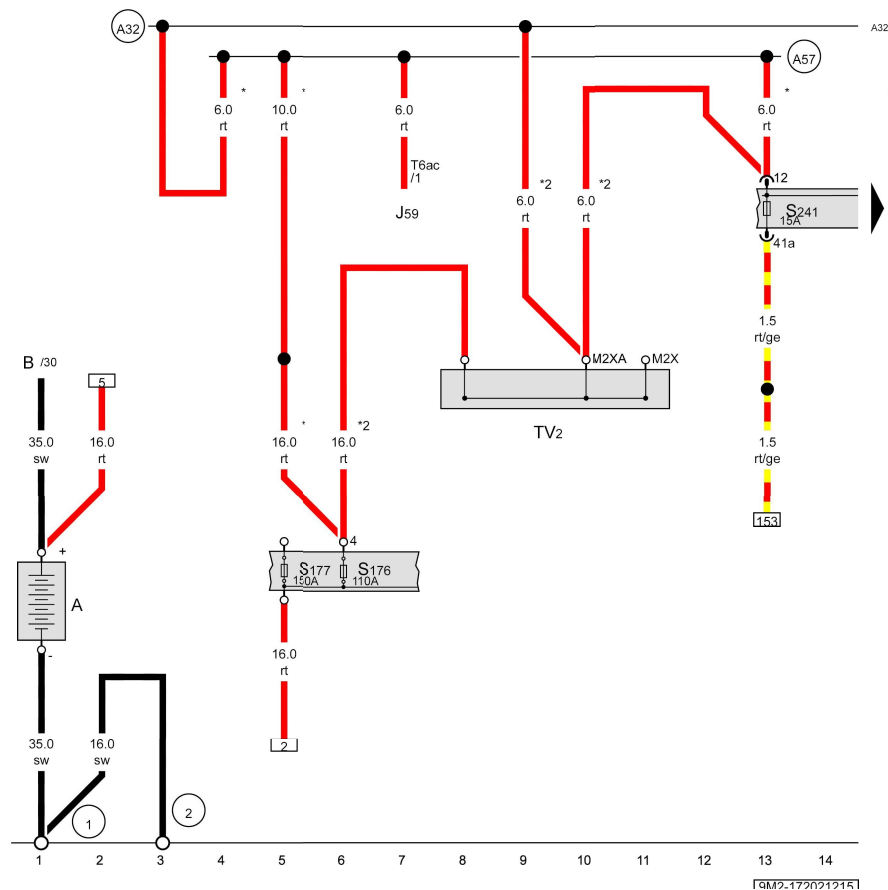 A32
A32
A57
* * *
6.0 10.0 6.0 6.0
rt rt rt rt
T6ac
/1
*2 *2
12
6.0 6.0
rt rt
J59
S241
15A
41a
1.5
rt/ge
B /30
M2XA M2X
5
TV2
* *2
35.0 16.0 16.0 16.0 1.5
sw rt rt rt rt/ge
153
4
+
S177 S176
150A 110A
A
-
16.0
rt
35.0 16.0
sw sw
2
1 2
1 2 3 4 5 6 7 8 9 10 11 12 13 14
9M2-172021215